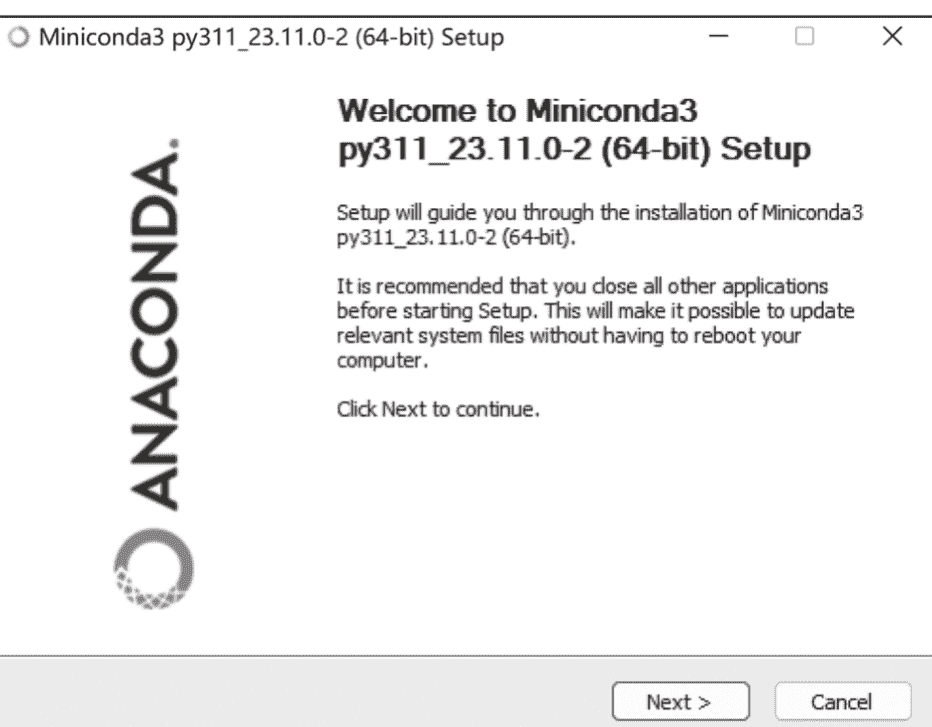 Miniconda3 py311_23.11.0-2 (64-bit) Setup
ANACONDA.
Welcome to Miniconda3
py311_23.11.0-2 (64-bit) Setup
Setup will guide you through the installation of Miniconda3
py311_23.11.0-2 (64-bit).
It is recommended that you close all other applications
before starting Setup. This will make it possible to update
relevant system files without having to reboot your
computer.
Click Next to continue.
Next >
Cancel